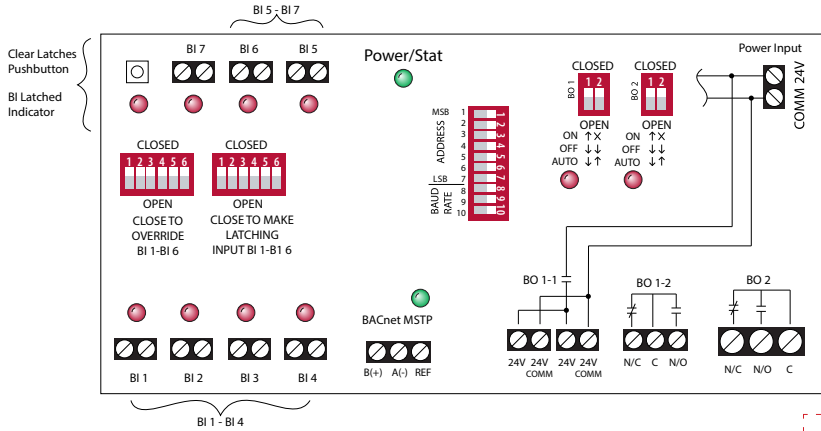 BI 5 - BI 7
Clear Latches
Pushbutton
BI Latched
Indicator
BI 7
BI 6
BI 5
Power/Stat
CLOSED
BO 1
1 2
OPEN
ON ↑X
OFF ↓↓
AUTO ↓↑
CLOSED
BO 2
1 2
OPEN
ON ↑X
OFF ↓↓
AUTO ↓↑
Power Input
COMM 24V
MSB
ADDRESS
LSB
BAUD
RATE
1
2
3
4
5
6
7
8
9
10
1 2 3 4 5 6 7 8 9 10
CLOSED
1 2 3 4 5 6
OPEN
CLOSE TO
OVERRIDE
BI 1-BI 6
CLOSED
1 2 3 4 5 6
OPEN
CLOSE TO MAKE
LATCHING
INPUT BI 1-B1 6
BACnet MSTP
B(+) A(-) REF
BO 1-1
24V 24V 24V 24V
COMM COMM
BO 1-2
N/C C N/O
BO 2
N/C N/O C
BI 1
BI 2
BI 3
BI 4
BI 1 - BI 4